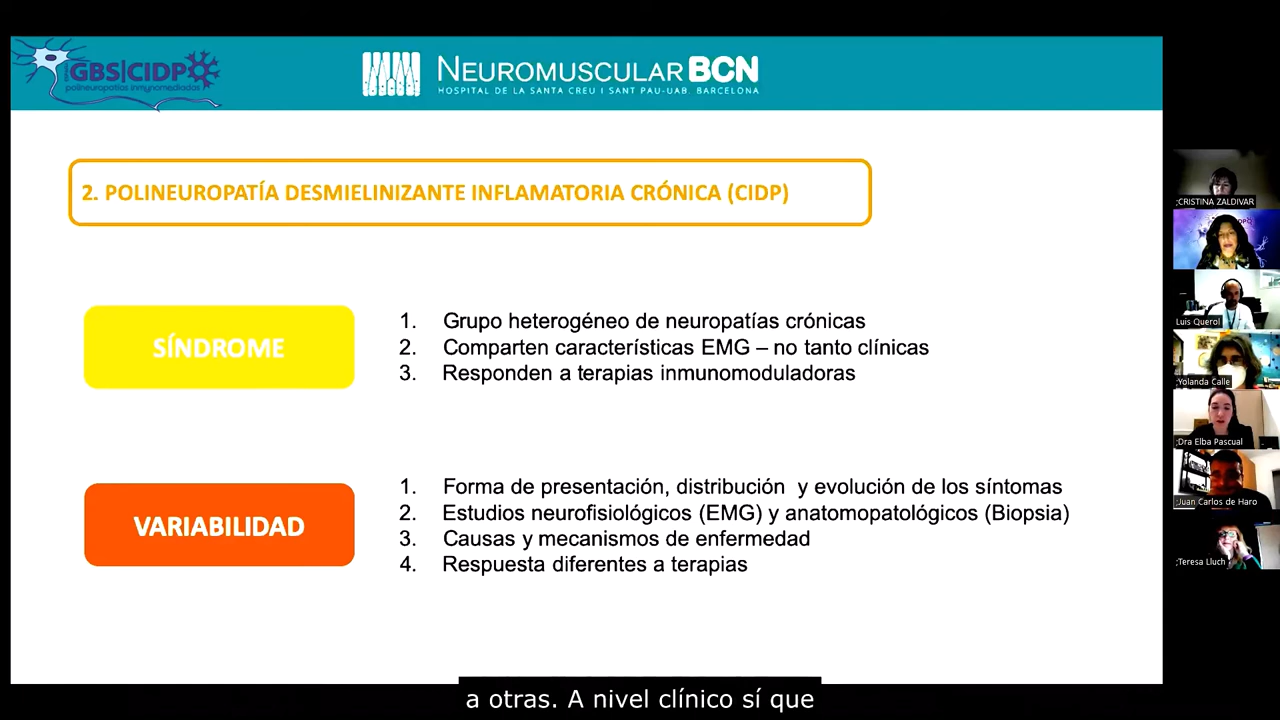 GBS|CIDP
polineuropatías inmunomediadas
NEUROMUSCULAR BCN
HOSPITAL DE LA SANTA CREU I SANT PAU-UAB. BARCELONA
2. POLINEUROPATÍA DESMIELINIZANTE INFLAMATORIA CRÓNICA (CIDP)
SÍNDROME
1. Grupo heterogéneo de neuropatías crónicas
2. Comparten características EMG – no tanto clínicas
3. Responden a terapias inmunomoduladoras
VARIABILIDAD
1. Forma de presentación, distribución y evolución de los síntomas
2. Estudios neurofisiológicos (EMG) y anatomopatológicos (Biopsia)
3. Causas y mecanismos de enfermedad
4. Respuesta diferentes a terapias
;CRISTINA ZALDIVAR
Luis Querol
;Yolanda Calle
;Dra Elba Pascual
;Juan Carlos de Haro
;Teresa Lluch
a otras. A nivel clínico sí que